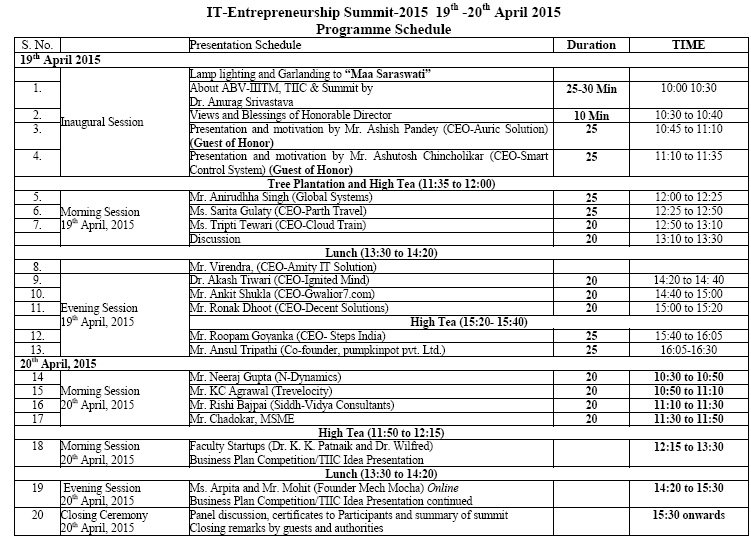 IT-Entrepreneurship Summit-2015 19th -20th April 2015
Programme Schedule
S. No. Presentation Schedule Duration TIME
19th April 2015
Lamp lighting and Garlanding to “Maa Saraswati”
1. Inaugural Session About ABV-IIITM, TIIC & Summit by 25-30 Min 10:00 10:30
Dr. Anurag Srivastava
2. Views and Blessings of Honorable Director 10 Min 10:30 to 10:40
3. Presentation and motivation by Mr. Ashish Pandey (CEO-Auric Solution) 25 10:45 to 11:10
(Guest of Honor)
4. Presentation and motivation by Mr. Ashutosh Chincholikar (CEO-Smart 25 11:10 to 11:35
Control System) (Guest of Honor)
Tree Plantation and High Tea (11:35 to 12:00)
5. Mr. Anirudhha Singh (Global Systems) 25 12:00 to 12:25
6. Morning Session Ms. Sarita Gulaty (CEO-Parth Travel) 25 12:25 to 12:50
7. 19th April, 2015 Ms. Tripti Tewari (CEO-Cloud Train) 20 12:50 to 13:10
Discussion 20 13:10 to 13:30
Lunch (13:30 to 14:20)
8. Mr. Virendra, (CEO-Amity IT Solution)
9. Dr. Akash Tiwari (CEO-Ignited Mind) 20 14:20 to 14: 40
10. Mr. Ankit Shukla (CEO-Gwalior7.com) 20 14:40 to 15:00
11. Evening Session Mr. Ronak Dhoot (CEO-Decent Solutions) 20 15:00 to 15:20
19th April, 2015 High Tea (15:20- 15:40)
12. Mr. Roopam Goyanka (CEO- Steps India) 25 15:40 to 16:05
13. Mr. Ansul Tripathi (Co-founder, pumpkinpot pvt. Ltd.) 25 16:05-16:30
20th April, 2015
14 Mr. Neeraj Gupta (N-Dynamics) 20 10:30 to 10:50
15 Morning Session Mr. KC Agrawal (Trevelocity) 20 10:50 to 11:10
16 20th April, 2015 Mr. Rishi Bajpai (Siddh-Vidya Consultants) 20 11:10 to 11:30
17 Mr. Chadokar, MSME 20 11:30 to 11:50
High Tea (11:50 to 12:15)
18 Morning Session Faculty Startups (Dr. K. K. Patnaik and Dr. Wilfred) 12:15 to 13:30
20th April, 2015 Business Plan Competition/TIIC Idea Presentation
Lunch (13:30 to 14:20)
19 Evening Session Ms. Arpita and Mr. Mohit (Founder Mech Mocha) Online 14:20 to 15:30
20th April, 2015 Business Plan Competition/TIIC Idea Presentation continued
20 Closing Ceremony Panel discussion, certificates to Participants and summary of summit 15:30 onwards
20th April, 2015 Closing remarks by guests and authorities